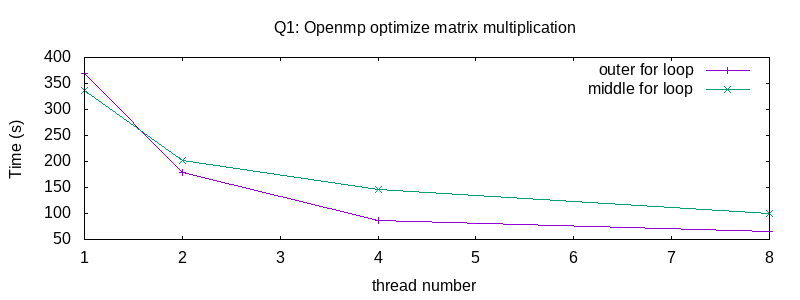 Q1: Openmp optimize matrix multiplication
outer for loop
middle for loop
Time (s)
400
350
300
250
200
150
100
50
1 2 3 4 5 6 7 8
thread number